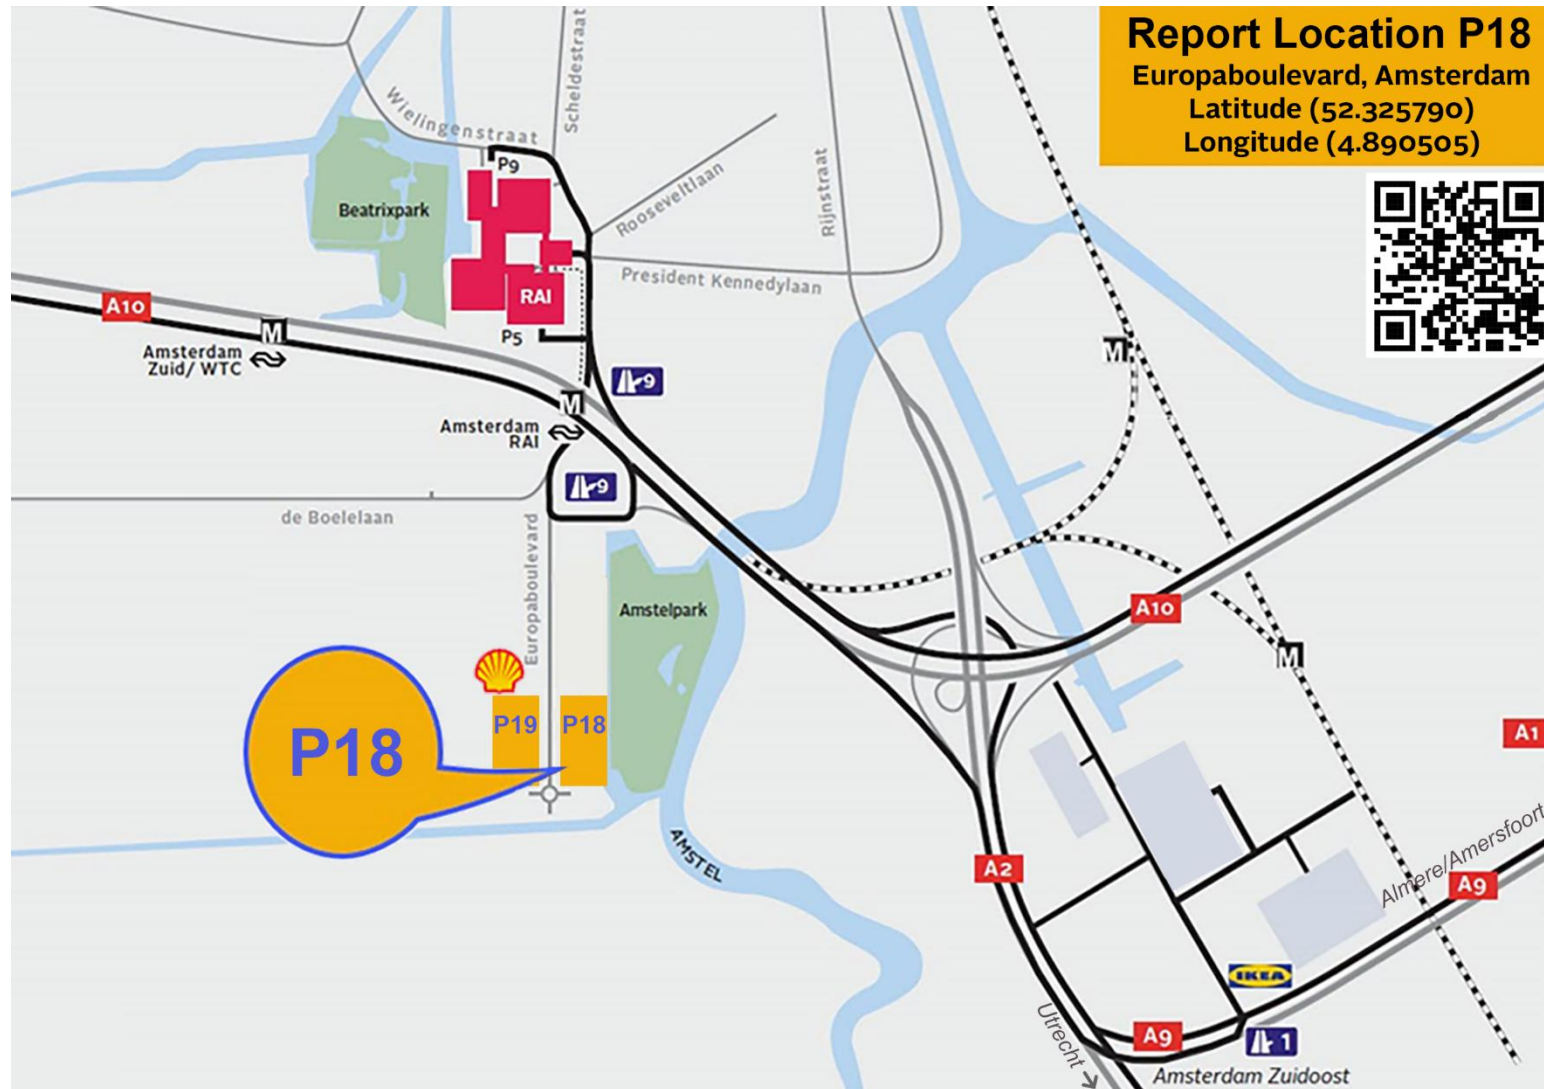 Report Location P18
Europaboulevard, Amsterdam
Latitude (52.325790)
Longitude (4.890505)
Scheldestraat
Wielingenstraat
P9
Rooseveltlaan
Rijnstraat
Beatrixpark
President Kennedylaan
RAI
A10
M
P5
Amsterdam
Zuid/ WTC
M
9
M
Amsterdam
RAI
9
de Boelelaan
Europaboulevard
Amstelpark
A10
M
P19
P18
P18
A1
AMSTEL
A2
Almere/Amersfoort
A9
IKEA
Utrecht
A9
1
Amsterdam Zuidoost